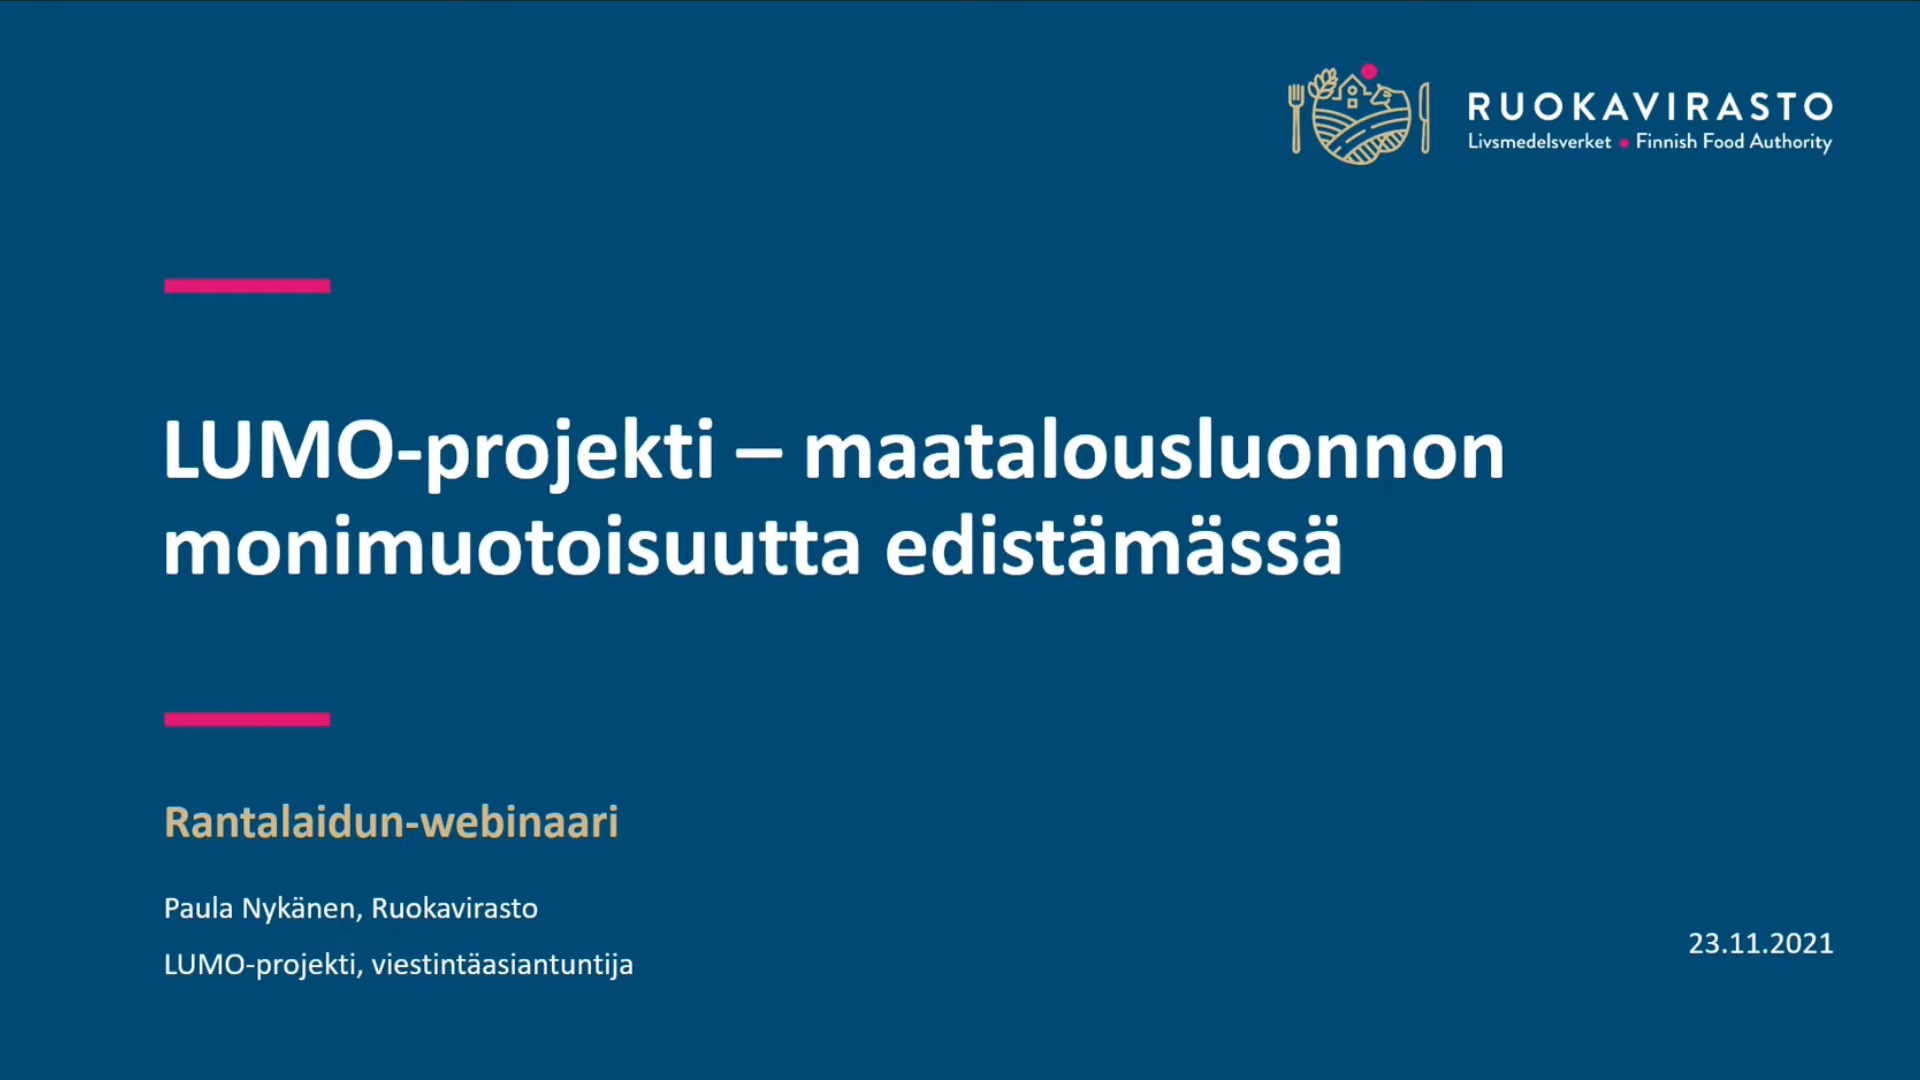 RUOKAVIRASTO
Livsmedelsverket • Finnish Food Authority
LUMO-projekti – maatalousluonnon
monimuotoisuutta edistämässä
Rantalaidun-webinaari
Paula Nykänen, Ruokavirasto
LUMO-projekti, viestintäasiantuntija
23.11.2021